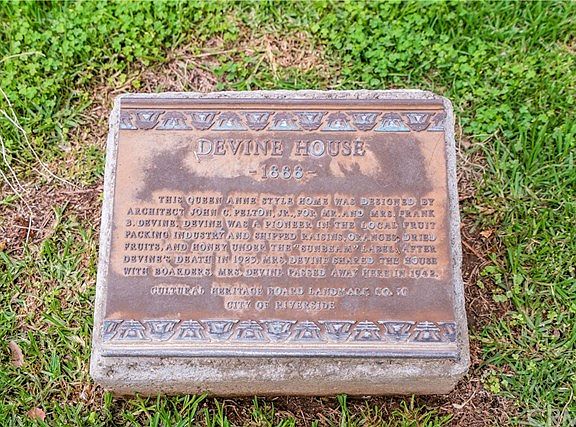 DEVINE HOUSE
-1888-
THIS QUEEN ANNE STYLE HOME WAS DESIGNED BY
ARCHITECT JOHN C. PELTON, JR., FOR MR. AND MRS. FRANK
B. DEVINE. DEVINE WAS A PIONEER IN THE LOCAL FRUIT
PACKING INDUSTRY AND SHIPPED RAISINS, ORANGES, DRIED
FRUITS, AND HONEY UNDER THE "SUNBEAM" LABEL. AFTER
DEVINE'S DEATH IN 1925, MRS. DEVINE SHARED THE HOUSE
WITH BOARDERS. MRS. DEVINE PASSED AWAY HERE IN 1942.
CULTURAL HERITAGE BOARD LANDMARK NO.
CITY OF RIVERSIDE